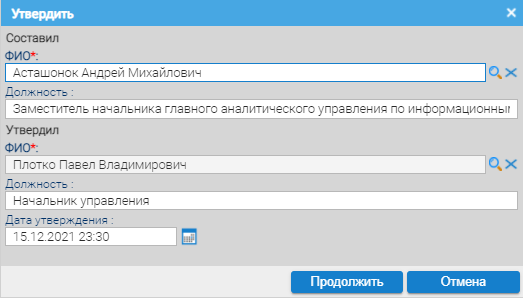 Утвердить
Составил
ФИО*:
Асташонок Андрей Михайлович
Должность :
Заместитель начальника главного аналитического управления по информационным
Утвердил
ФИО*:
Плотко Павел Владимирович
Должность :
Начальник управления
Дата утверждения :
15.12.2021 23:30
Продолжить Отмена